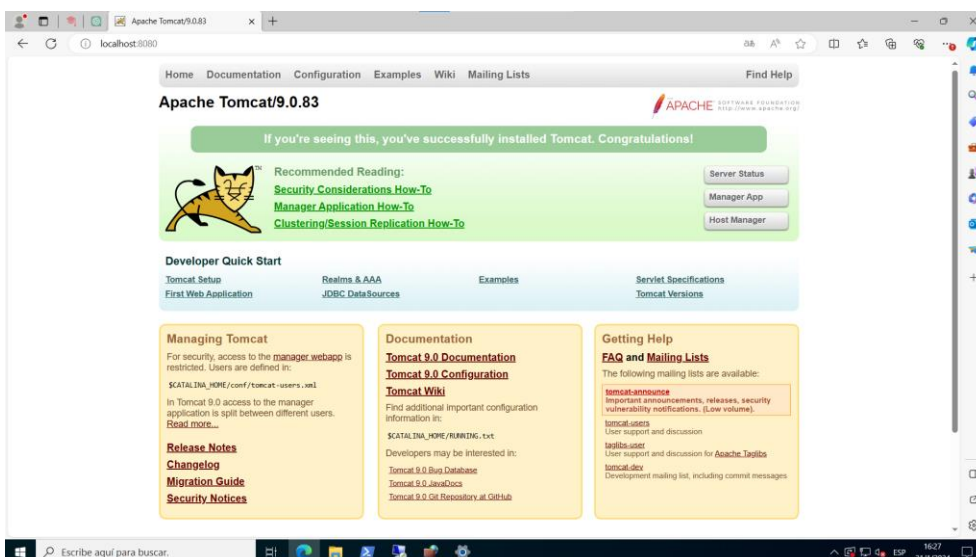 Apache Tomcat/9.0.83
localhost:8080
Home Documentation Configuration Examples Wiki Mailing Lists Find Help
Apache Tomcat/9.0.83
APACHE SOFTWARE FOUNDATION
http://www.apache.org/
If you're seeing this, you've successfully installed Tomcat. Congratulations!
TM
Recommended Reading:
Security Considerations How-To
Manager Application How-To
Clustering/Session Replication How-To
Server Status
Manager App
Host Manager
Developer Quick Start
Tomcat Setup
First Web Application
Realms & AAA
JDBC DataSources
Examples
Servlet Specifications
Tomcat Versions
Managing Tomcat
For security, access to the manager webapp is
restricted. Users are defined in:
$CATALINA_HOME/conf/tomcat-users.xml
In Tomcat 9.0 access to the manager
application is split between different users.
Read more...
Release Notes
Changelog
Migration Guide
Security Notices
Documentation
Tomcat 9.0 Documentation
Tomcat 9.0 Configuration
Tomcat Wiki
Find additional important configuration
information in:
$CATALINA_HOME/RUNNING.txt
Developers may be interested in:
Tomcat 9.0 Bug Database
Tomcat 9.0 JavaDocs
Tomcat 9.0 Git Repository at GitHub
Getting Help
FAQ and Mailing Lists
The following mailing lists are available:
tomcat-announce
Important announcements, releases, security
vulnerability notifications. (Low volume).
tomcat-users
User support and discussion
taglibs-user
User support and discussion for Apache Taglibs
tomcat-dev
Development mailing list, including commit messages
Escribe aquí para buscar.
ESP
16:27